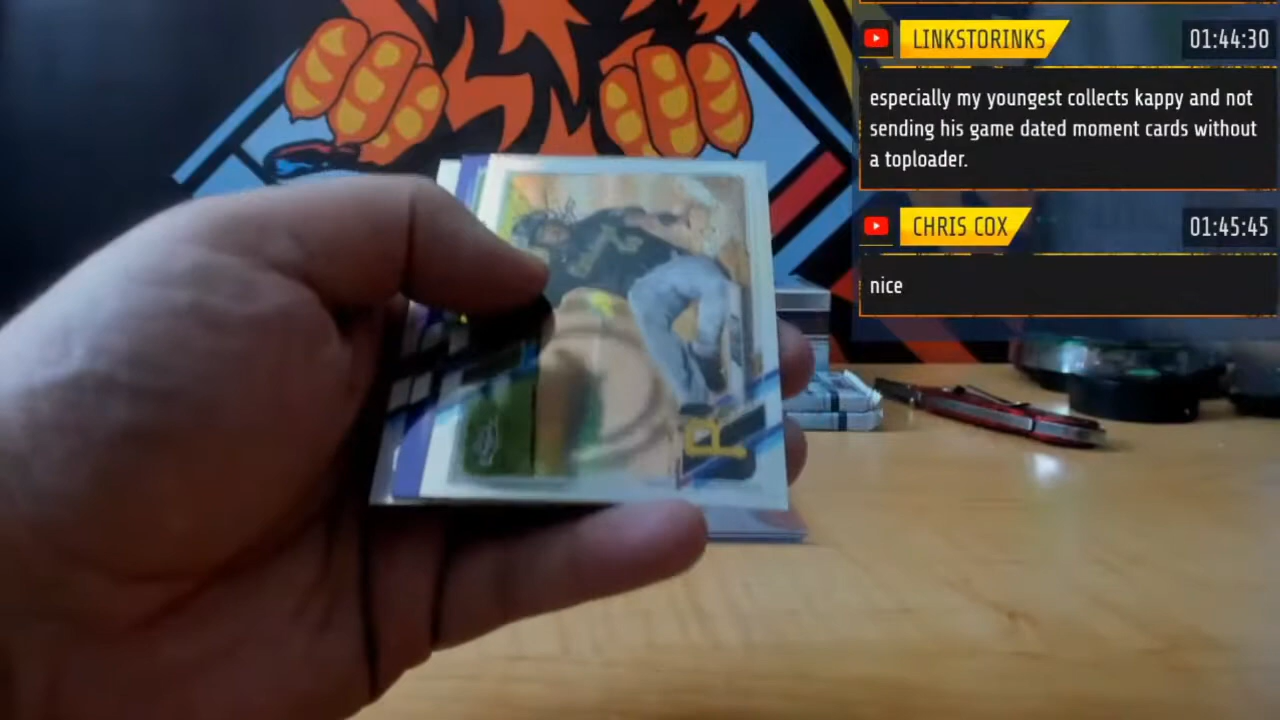 LINKSTORINKS 01:44:30
especially my youngest collects kappy and not
sending his game dated moment cards without
a toploader.
CHRIS COX 01:45:45
nice
P